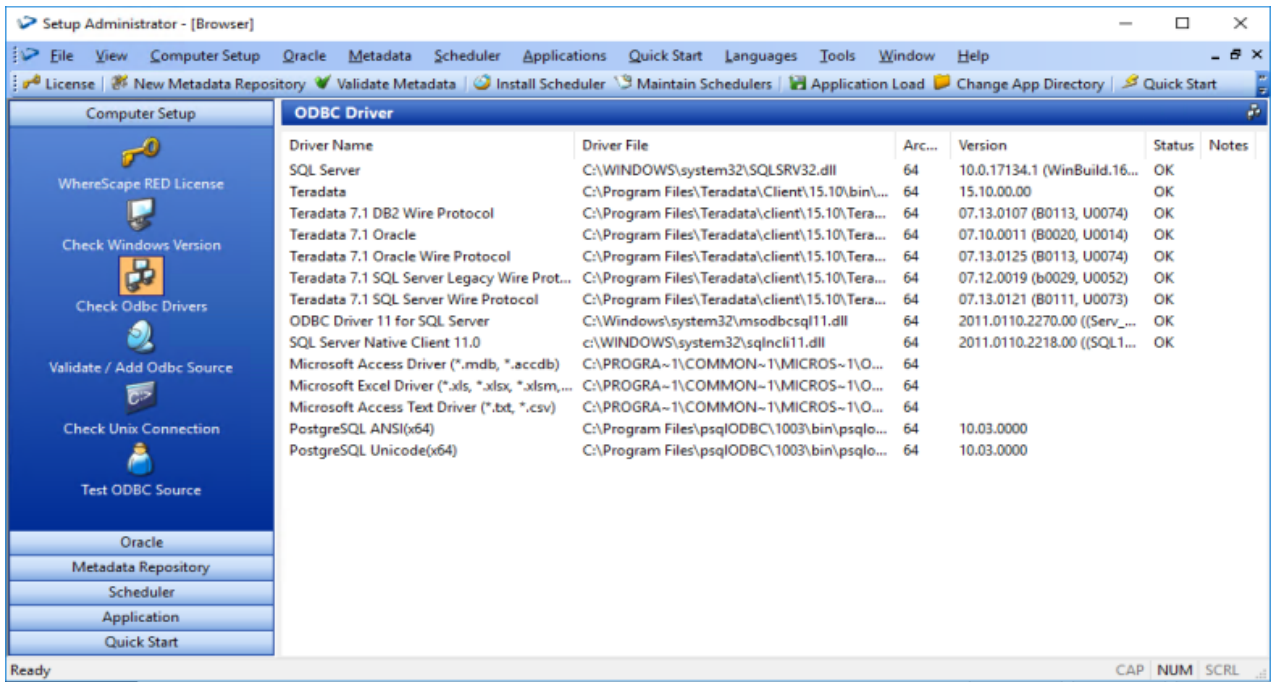 Setup Administrator - [Browser]
File View Computer Setup Oracle Metadata Scheduler Applications Quick Start Languages Tools Window Help
License New Metadata Repository Validate Metadata Install Scheduler Maintain Schedulers Application Load Change App Directory Quick Start
Computer Setup
WhereScape RED License
Check Windows Version
Check Odbc Drivers
Validate / Add Odbc Source
Check Unix Connection
Test ODBC Source
Oracle
Metadata Repository
Scheduler
Application
Quick Start
ODBC Driver
Driver Name Driver File Arc... Version Status Notes
SQL Server C:\WINDOWS\system32\SQLSRV32.dll 64 10.0.17134.1 (WinBuild.16... OK
Teradata C:\Program Files\Teradata\Client\15.10\bin\... 64 15.10.00.00 OK
Teradata 7.1 DB2 Wire Protocol C:\Program Files\Teradata\client\15.10\Tera... 64 07.13.0107 (B0113, U0074) OK
Teradata 7.1 Oracle C:\Program Files\Teradata\client\15.10\Tera... 64 07.10.0011 (B0020, U0014) OK
Teradata 7.1 Oracle Wire Protocol C:\Program Files\Teradata\client\15.10\Tera... 64 07.13.0125 (B0113, U0074) OK
Teradata 7.1 SQL Server Legacy Wire Prot... C:\Program Files\Teradata\client\15.10\Tera... 64 07.12.0019 (b0029, U0052) OK
Teradata 7.1 SQL Server Wire Protocol C:\Program Files\Teradata\client\15.10\Tera... 64 07.13.0121 (B0111, U0073) OK
ODBC Driver 11 for SQL Server C:\Windows\system32\msodbcsql11.dll 64 2011.0110.2270.00 ((Serv_... OK
SQL Server Native Client 11.0 c:\WINDOWS\system32\sqlncli11.dll 64 2011.0110.2218.00 ((SQL1... OK
Microsoft Access Driver (*.mdb, *.accdb) C:\PROGRA~1\COMMON~1\MICROS~1\O... 64
Microsoft Excel Driver (*.xls, *.xlsx, *.xlsm,... C:\PROGRA~1\COMMON~1\MICROS~1\O... 64
Microsoft Access Text Driver (*.txt, *.csv) C:\PROGRA~1\COMMON~1\MICROS~1\O... 64
PostgreSQL ANSI(x64) C:\Program Files\psqlODBC\1003\bin\psqlo... 64 10.03.0000
PostgreSQL Unicode(x64) C:\Program Files\psqlODBC\1003\bin\psqlo... 64 10.03.0000
Ready CAP NUM SCRL